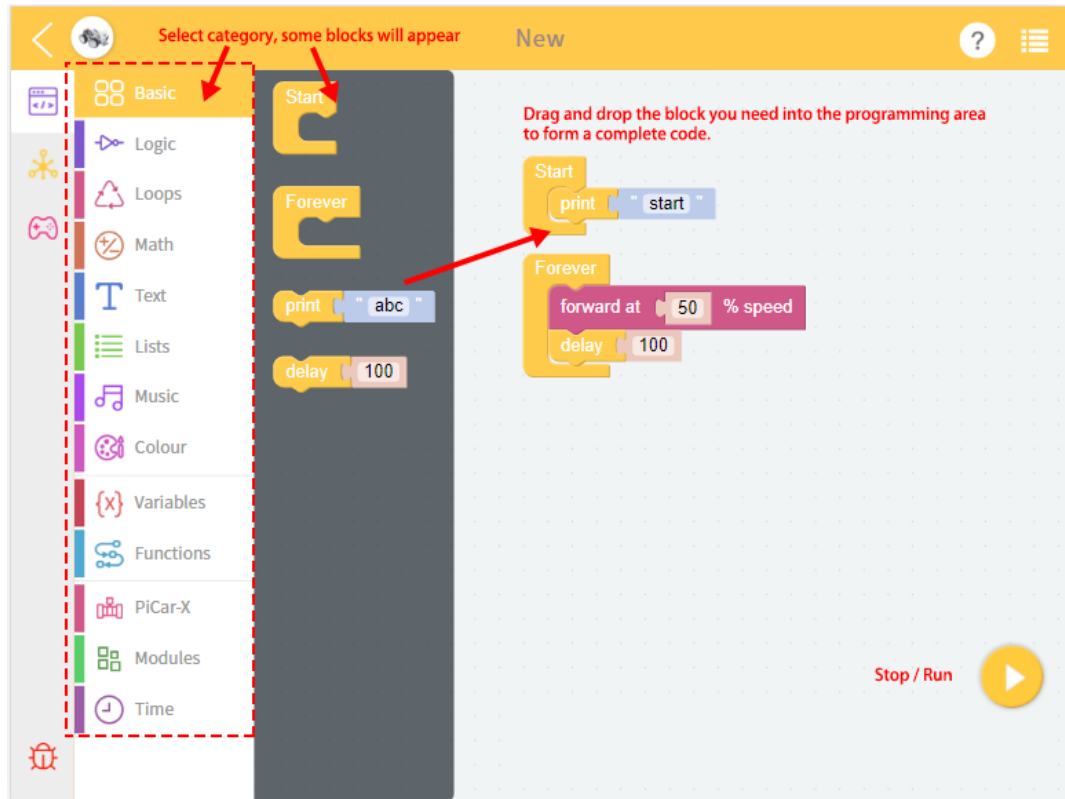 Select category, some blocks will appear
New
?
</>
Basic
Logic
Loops
Math
Text
Lists
Music
Colour
{x} Variables
Functions
PiCar-X
Modules
Time
Start
Forever
print " abc "
delay 100
Drag and drop the block you need into the programming area
to form a complete code.
Start
print " start "
Forever
forward at 50 % speed
delay 100
Stop / Run